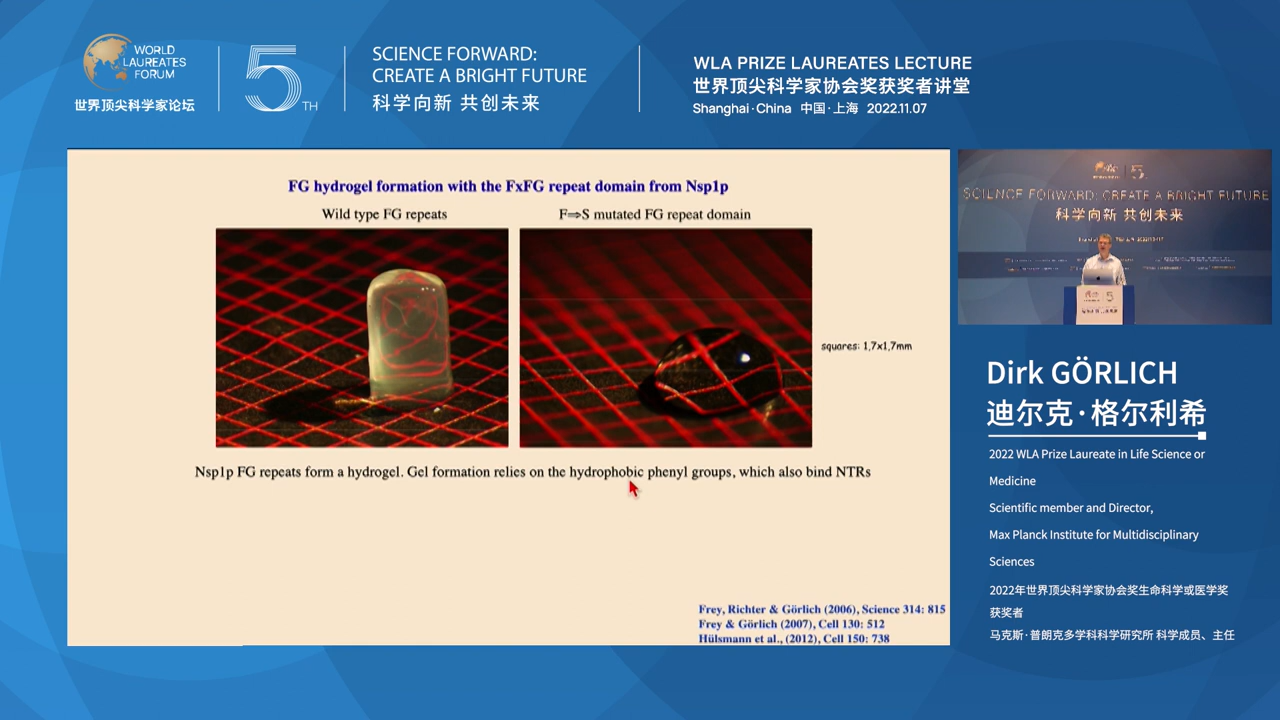 WORLD
LAUREATES
FORUM
世界顶尖科学家论坛
5TH
SCIENCE FORWARD:
CREATE A BRIGHT FUTURE
科学向新 共创未来
WLA PRIZE LAUREATES LECTURE
世界顶尖科学家协会奖获奖者讲堂
Shanghai·China 中国·上海 2022.11.07
FG hydrogel formation with the FxFG repeat domain from Nsp1p
Wild type FG repeats
F⇒S mutated FG repeat domain
squares: 1,7x1,7mm
Nsp1p FG repeats form a hydrogel. Gel formation relies on the hydrophobic phenyl groups, which also bind NTRs
Frey, Richter & Görlich (2006), Science 314: 815
Frey & Görlich (2007), Cell 130: 512
Hülsmann et al., (2012), Cell 150: 738
SCIENCE FORWARD: CREATE A BRIGHT FUTURE
科学向新 共创未来
Dirk GÖRLICH
迪尔克·格尔利希
2022 WLA Prize Laureate in Life Science or
Medicine
Scientific member and Director,
Max Planck Institute for Multidisciplinary
Sciences
2022年世界顶尖科学家协会奖生命科学或医学奖
获奖者
马克斯·普朗克多学科科学研究所 科学成员、主任